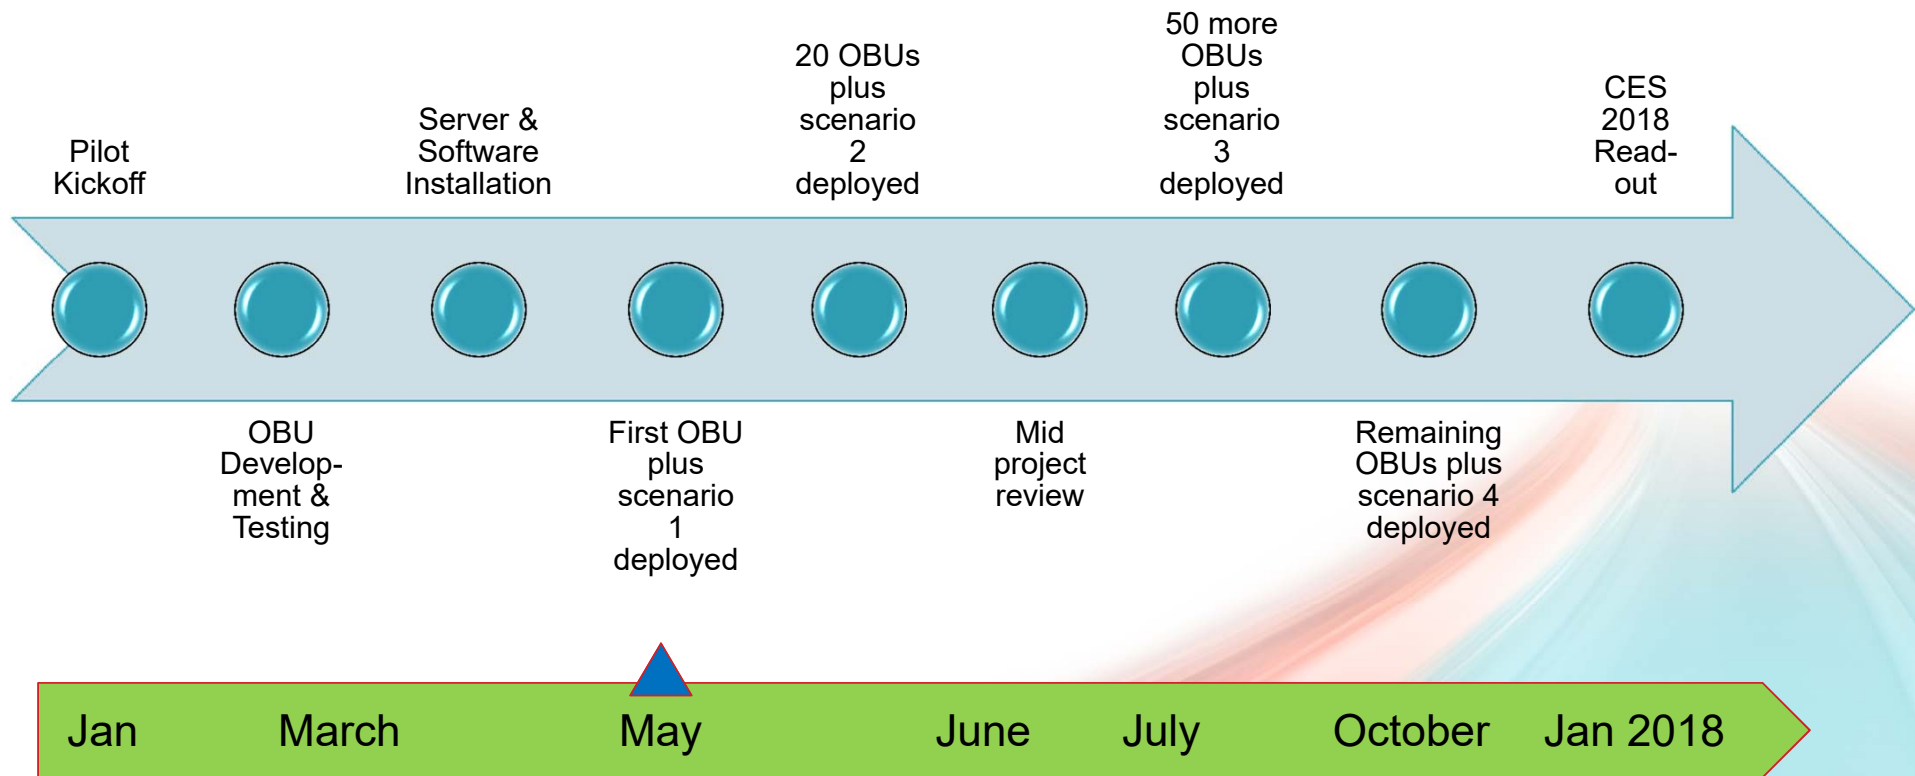 Pilot
Kickoff
OBU
Develop-
ment &
Testing
Server &
Software
Installation
First OBU
plus
scenario
1
deployed
20 OBUs
plus
scenario
2
deployed
Mid
project
review
50 more
OBUs
plus
scenario
3
deployed
Remaining
OBUs plus
scenario 4
deployed
CES
2018
Read-
out
Jan March May June July October Jan 2018